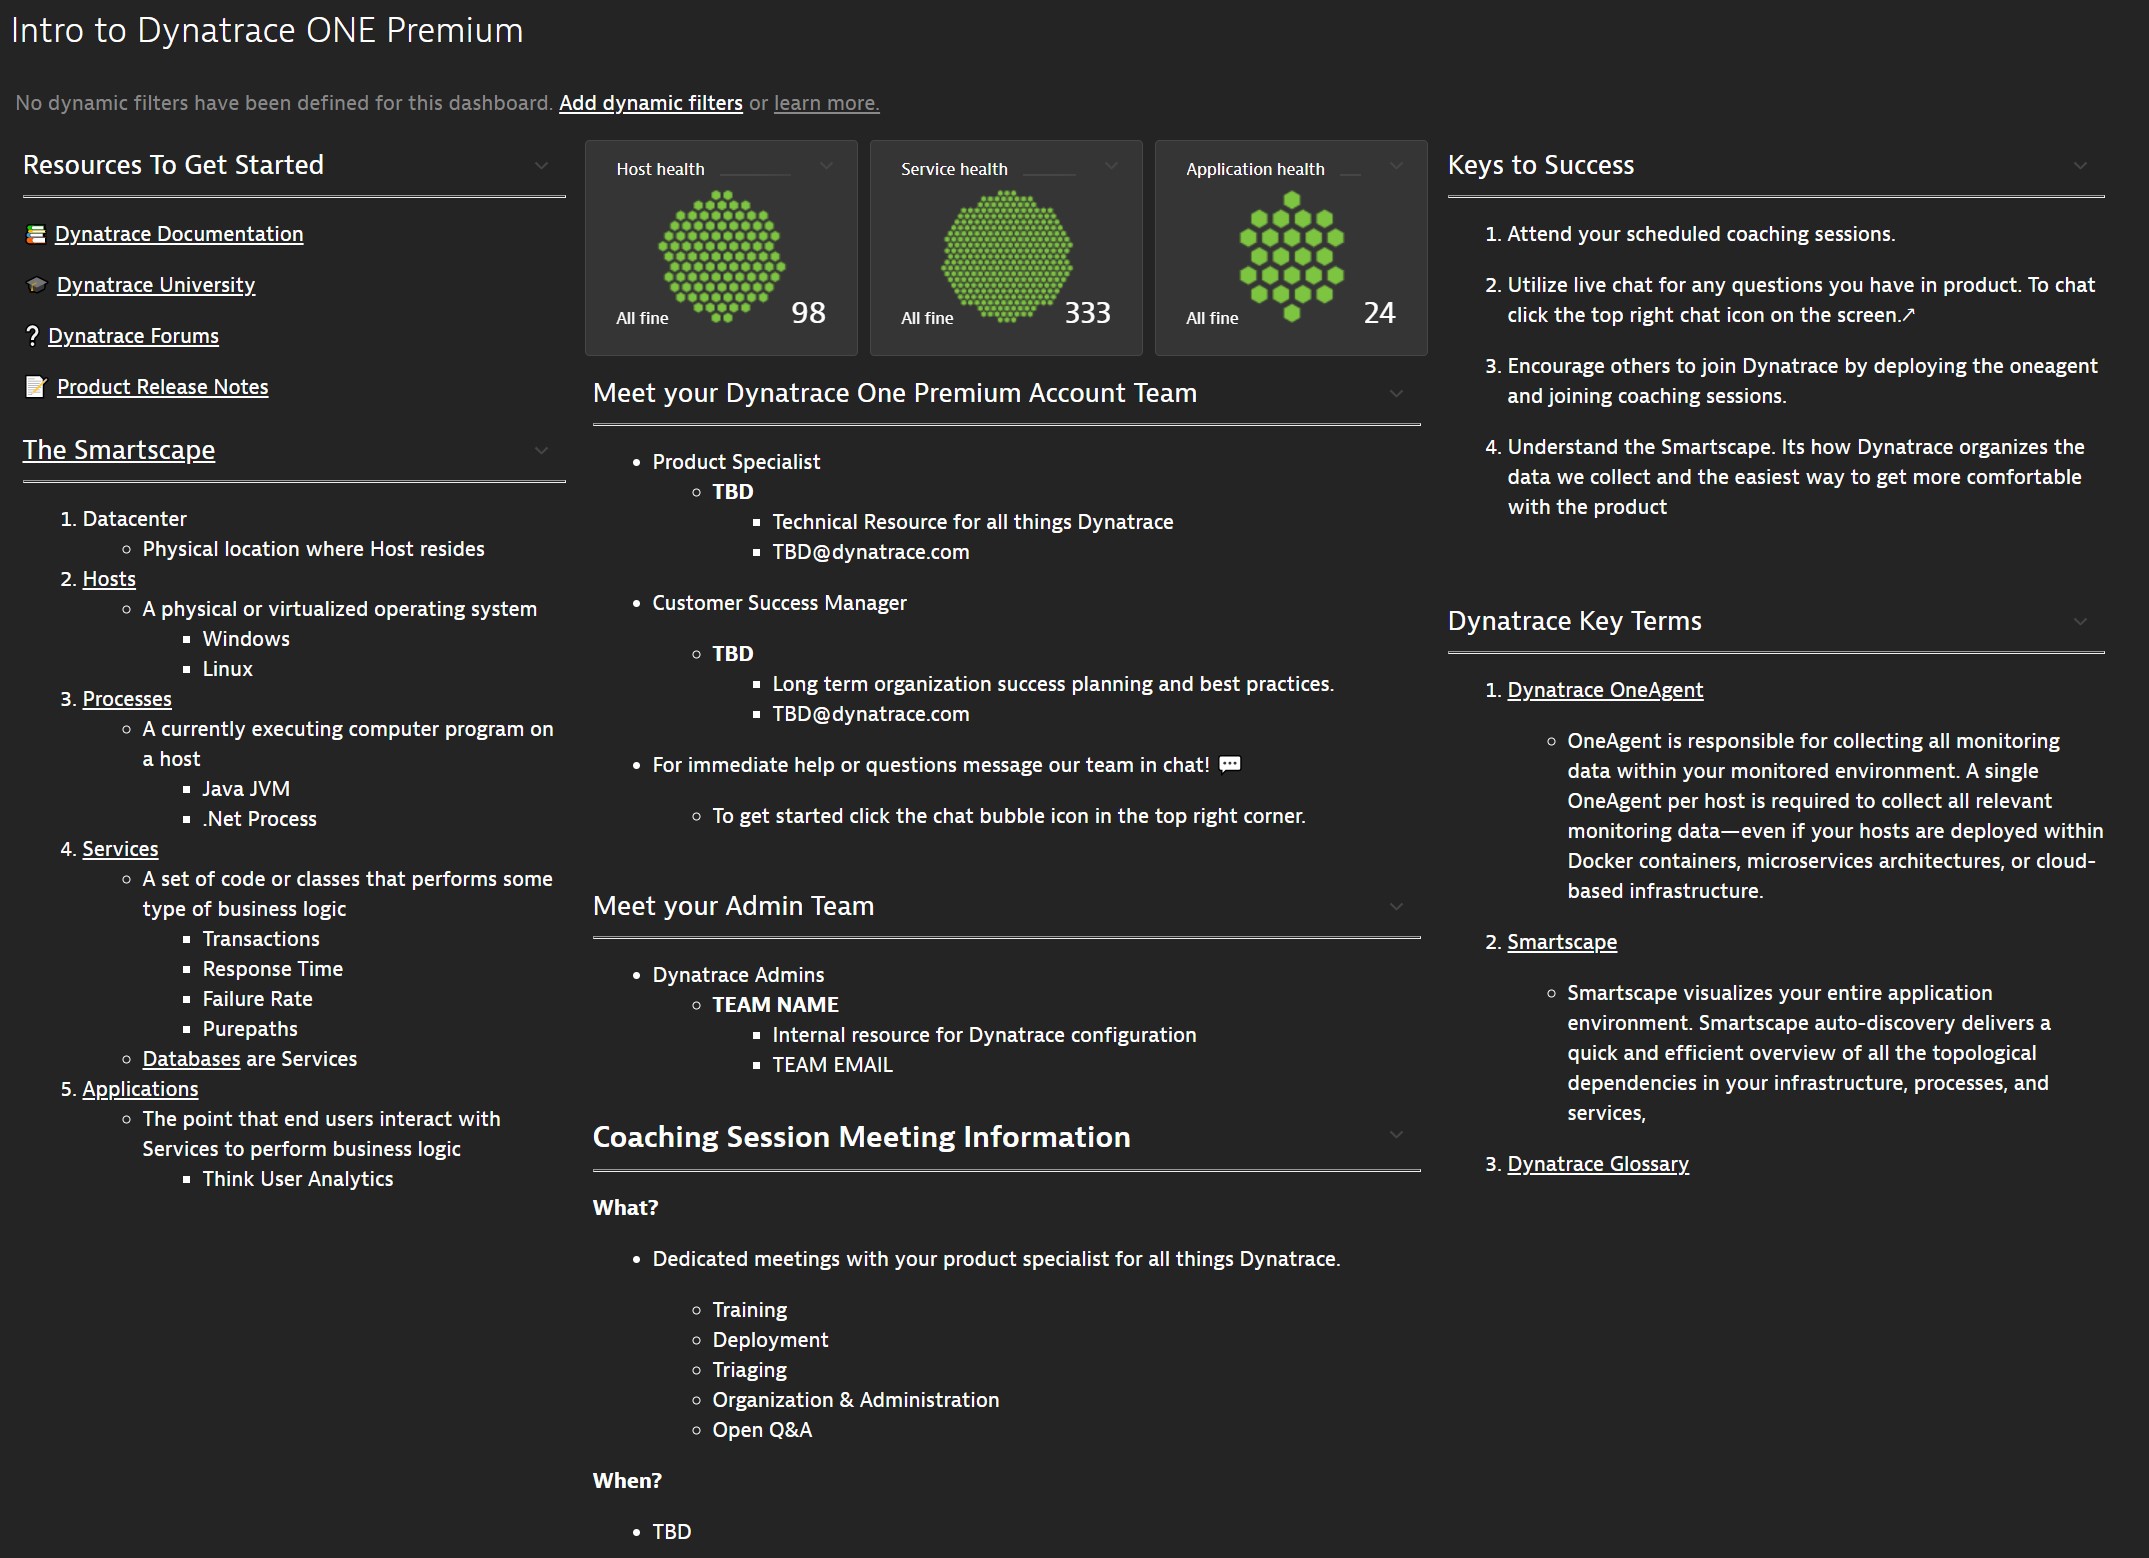 Intro to Dynatrace ONE Premium
No dynamic filters have been defined for this dashboard. Add dynamic filters or learn more.
Resources To Get Started
Dynatrace Documentation
Dynatrace University
Dynatrace Forums
Product Release Notes
The Smartscape
1. Datacenter
Physical location where Host resides
2. Hosts
A physical or virtualized operating system
Windows
Linux
3. Processes
A currently executing computer program on
a host
Java JVM
.Net Process
4. Services
A set of code or classes that performs some
type of business logic
Transactions
Response Time
Failure Rate
Purepaths
Databases are Services
5. Applications
The point that end users interact with
Services to perform business logic
Think User Analytics
Host health
All fine
98
Service health
All fine
333
Application health
All fine
24
Meet your Dynatrace One Premium Account Team
Product Specialist
TBD
Technical Resource for all things Dynatrace
TBD@dynatrace.com
Customer Success Manager
TBD
Long term organization success planning and best practices.
TBD@dynatrace.com
For immediate help or questions message our team in chat! 💬
To get started click the chat bubble icon in the top right corner.
Meet your Admin Team
Dynatrace Admins
TEAM NAME
Internal resource for Dynatrace configuration
TEAM EMAIL
Coaching Session Meeting Information
What?
Dedicated meetings with your product specialist for all things Dynatrace.
Training
Deployment
Triaging
Organization & Administration
Open Q&A
When?
TBD
Keys to Success
1. Attend your scheduled coaching sessions.
2. Utilize live chat for any questions you have in product. To chat
click the top right chat icon on the screen.↗
3. Encourage others to join Dynatrace by deploying the oneagent
and joining coaching sessions.
4. Understand the Smartscape. Its how Dynatrace organizes the
data we collect and the easiest way to get more comfortable
with the product
Dynatrace Key Terms
1. Dynatrace OneAgent
OneAgent is responsible for collecting all monitoring
data within your monitored environment. A single
OneAgent per host is required to collect all relevant
monitoring data—even if your hosts are deployed within
Docker containers, microservices architectures, or cloud-
based infrastructure.
2. Smartscape
Smartscape visualizes your entire application
environment. Smartscape auto-discovery delivers a
quick and efficient overview of all the topological
dependencies in your infrastructure, processes, and
services,
3. Dynatrace Glossary